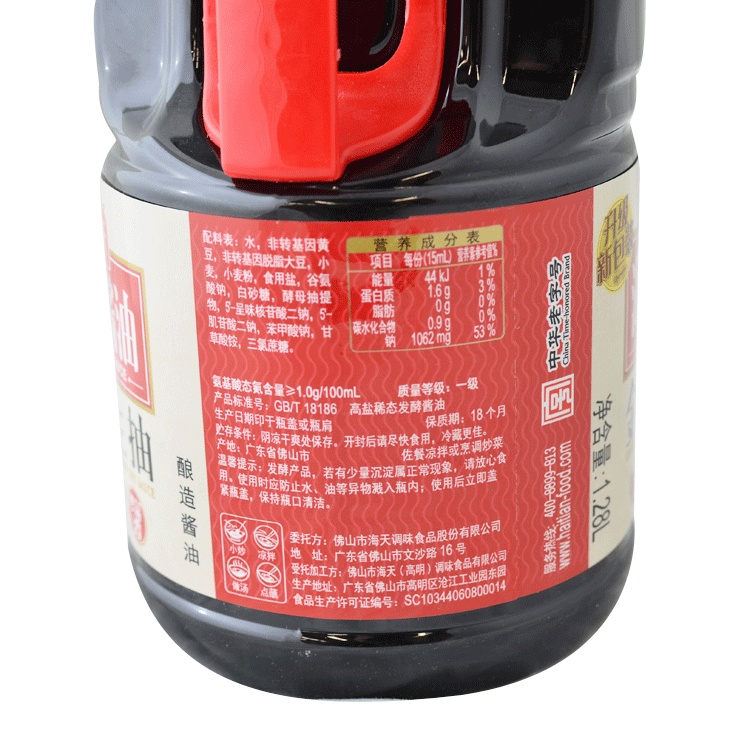 配料表：水，非转基因黄
豆，非转基因脱脂大豆，小
麦，小麦粉，食用盐，谷氨
酸钠，白砂糖，酵母抽提
物，5'-呈味核苷酸二钠，5'-
肌苷酸二钠，苯甲酸钠，甘
草酸铵，三氯蔗糖。
营养成分表
项目 每份(15mL) 营养素参考值%
能量 44 kJ 1%
蛋白质 1.6 g 3%
脂肪 0 g 0%
碳水化合物 0.9 g 0%
钠 1062 mg 53%
氨基酸态氮含量≥1.0g/100mL 质量等级：一级
产品标准号：GB/T 18186 高盐稀态发酵酱油
生产日期印于瓶盖或瓶肩 保质期：18个月
贮存条件：阴凉干爽处保存。开封后请尽快食用，冷藏更佳。
产地：广东省佛山市 佐餐凉拌或烹调炒菜
温馨提示：发酵产品，若有少量沉淀属正常现象，请放心食
用。使用时应防止水、油等异物溅入瓶内；使用后立即盖
紧瓶盖，保持瓶口清洁。
小炒 凉拌
做汤 点蘸
委托方：佛山市海天调味食品股份有限公司
地 址：广东省佛山市文沙路16号
受托加工方：佛山市海天（高明）调味食品有限公司
生产地址：广东省佛山市高明区沧江工业园东园
食品生产许可证编号：SC10344060800014
中华老字号
China Time-honored Brand
服务热线：400-8899-813
www.haitian-food.com
净含量：1.28L
升级
新包装
油
抽
酿造酱油